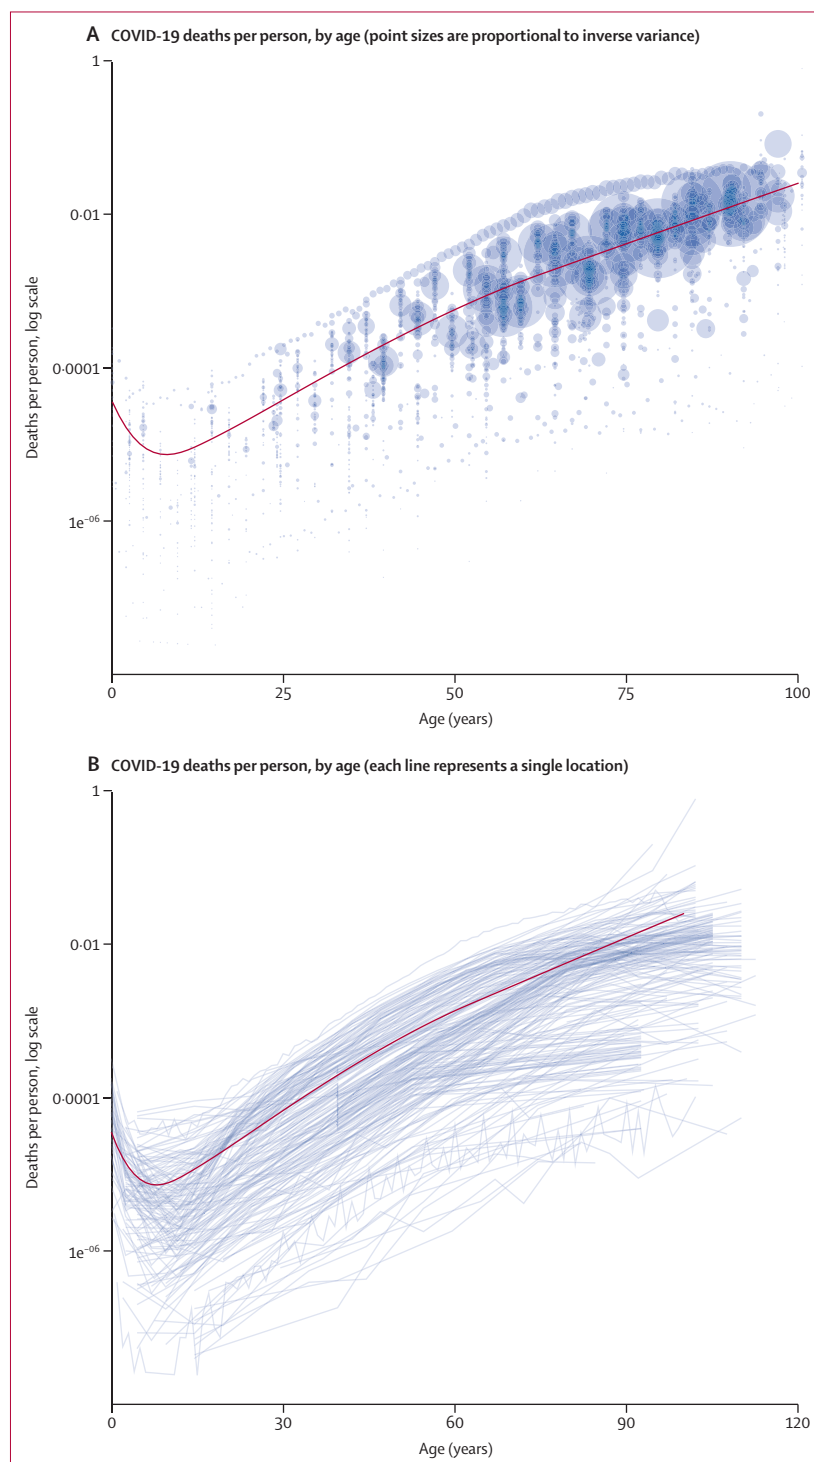 A COVID-19 deaths per person, by age (point sizes are proportional to inverse variance)
1
0·01
0·0001
1e-06
Deaths per person, log scale
0 25 50 75 100
Age (years)
B COVID-19 deaths per person, by age (each line represents a single location)
1
0·01
0·0001
1e-06
Deaths per person, log scale
0 30 60 90 120
Age (years)